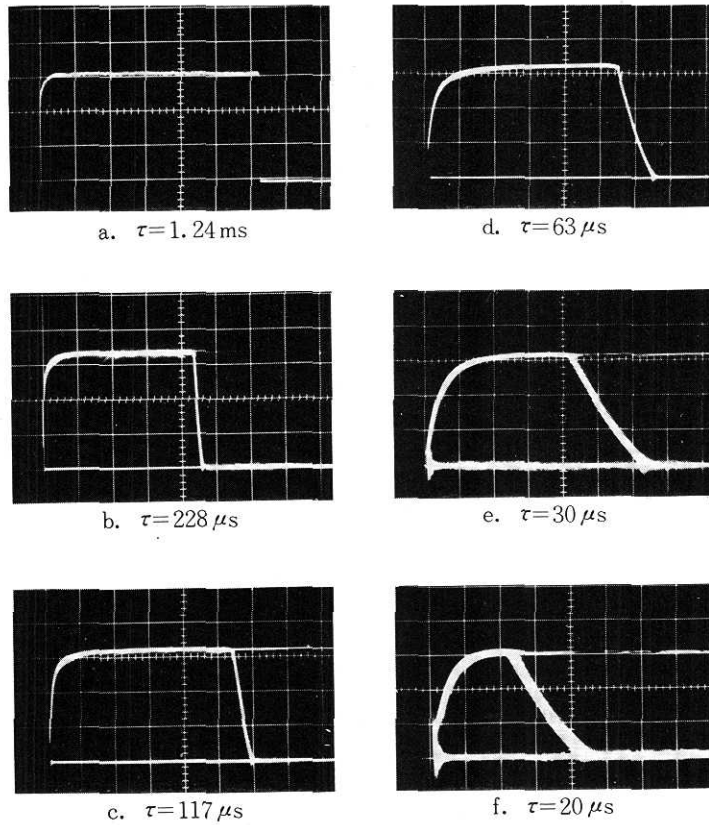 a. τ=1.24 ms
d. τ=63 μs
b. τ=228 μs
e. τ=30 μs
c. τ=117 μs
f. τ=20 μs